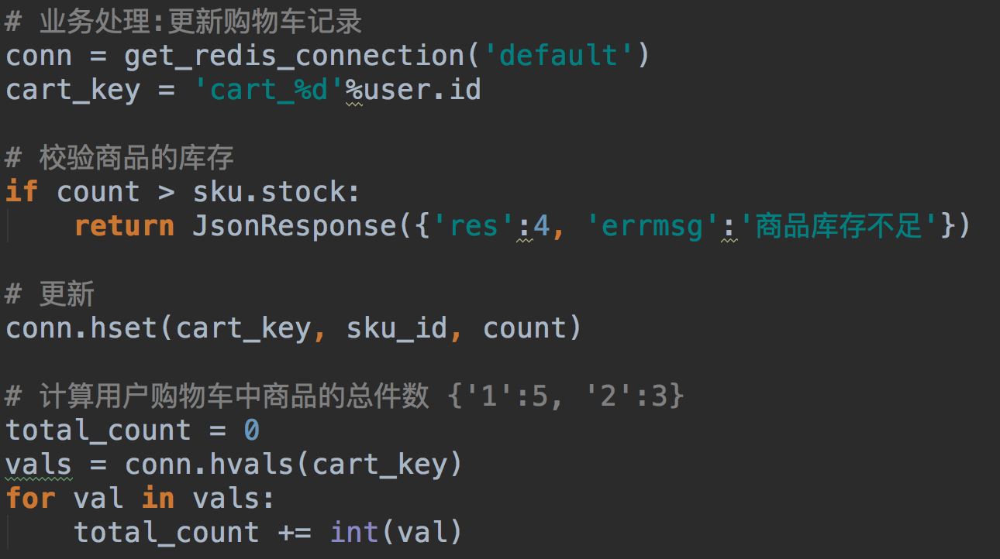 # 业务处理:更新购物车记录
conn = get_redis_connection('default')
cart_key = 'cart_%d'%user.id
# 校验商品的库存
if count > sku.stock:
    return JsonResponse({'res':4, 'errmsg':'商品库存不足'})
# 更新
conn.hset(cart_key, sku_id, count)
# 计算用户购物车中商品的总件数 {'1':5, '2':3}
total_count = 0
vals = conn.hvals(cart_key)
for val in vals:
    total_count += int(val)